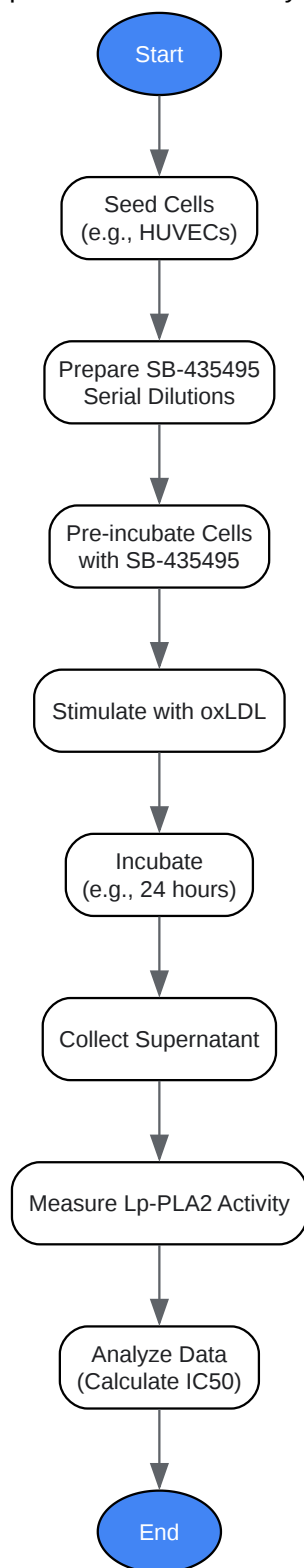 Start
Seed Cells
(e.g., HUVECs)
Prepare SB-435495
Serial Dilutions
Pre-incubate Cells
with SB-435495
Stimulate with oxLDL
Incubate
(e.g., 24 hours)
Collect Supernatant
Measure Lp-PLA2 Activity
Analyze Data
(Calculate IC50)
End